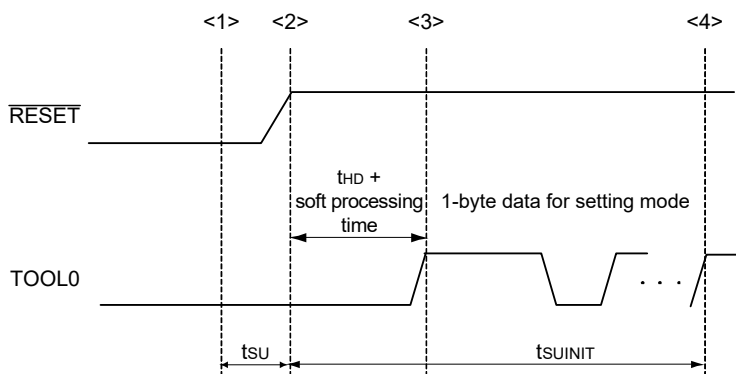 <1> <2> <3> <4>
RESET
tHD +
soft processing
time
1-byte data for setting mode
TOOL0
. . .
tSU
tSUINIT